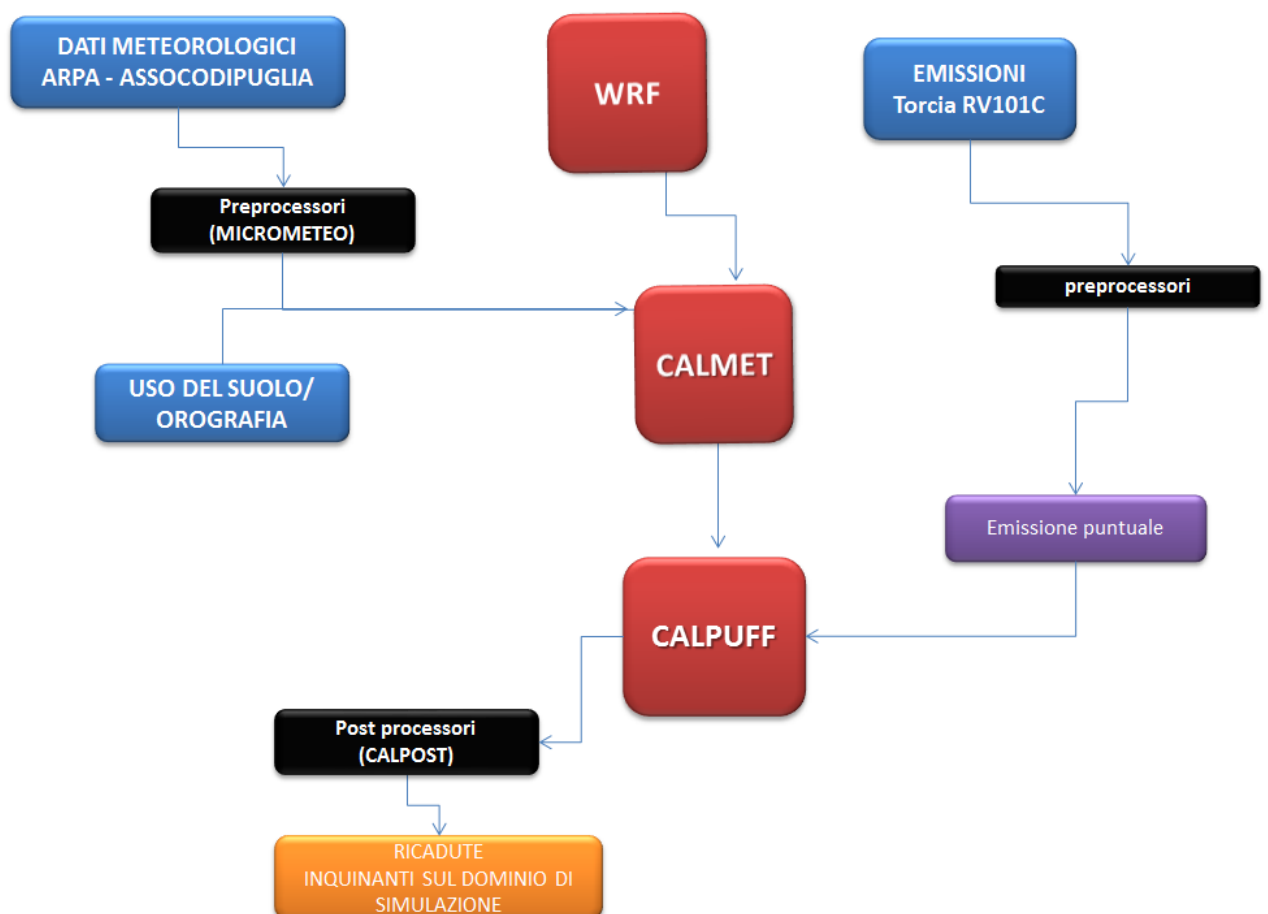 DATI METEOROLOGICI
ARPA - ASSOCODIPUGLIA
WRF
EMISSIONI
Torcia RV101C
Preprocessori
(MICROMETEO)
preprocessori
CALMET
USO DEL SUOLO/
OROGRAFIA
Emissione puntuale
CALPUFF
Post processori
(CALPOST)
RICADUTE
INQUINANTI SUL DOMINIO DI
SIMULAZIONE